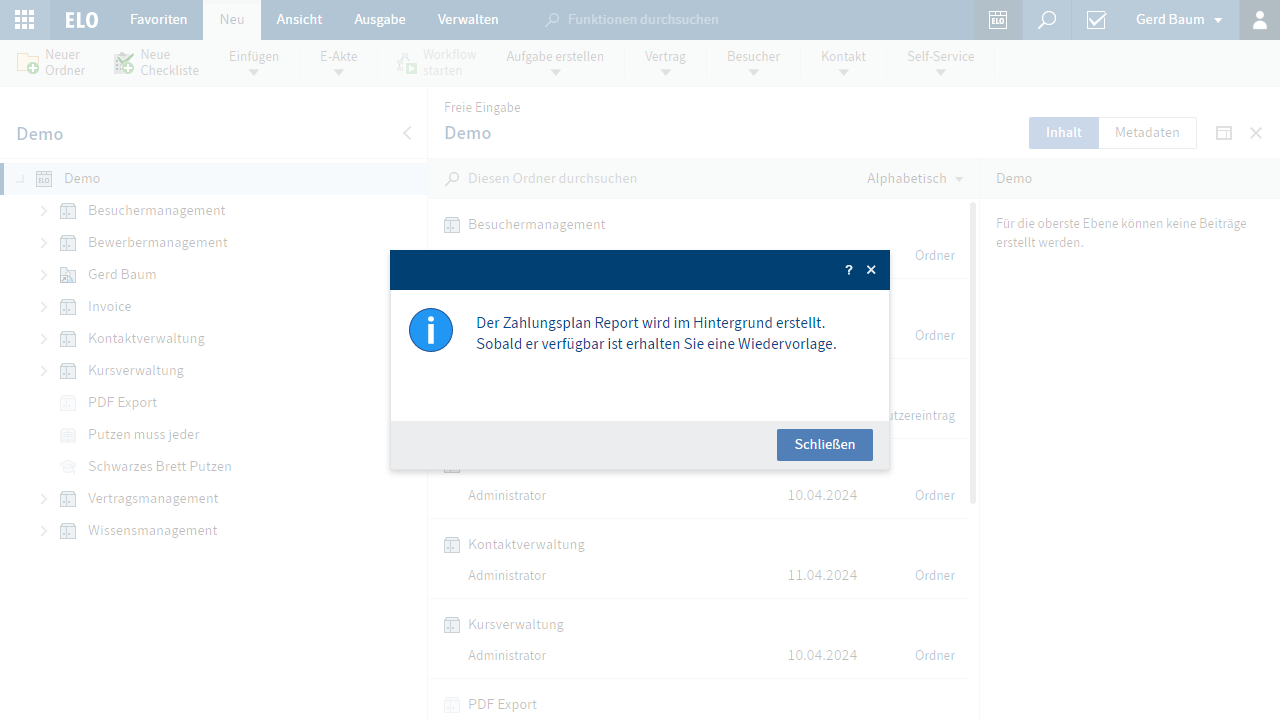 ELO
Favoriten
Neu
Ansicht
Ausgabe
Verwalten
Funktionen durchsuchen
ELO
Gerd Baum
Neuer
Ordner
Neue
Checkliste
Einfügen
E-Akte
Workflow
starten
Aufgabe erstellen
Vertrag
Besucher
Kontakt
Self-Service
Demo
ELO
Demo
Besuchermanagement
Bewerbermanagement
Gerd Baum
Invoice
Kontaktverwaltung
Kursverwaltung
PDF Export
Putzen muss jeder
Schwarzes Brett Putzen
Vertragsmanagement
Wissensmanagement
Freie Eingabe
Demo
Inhalt
Metadaten
Diesen Ordner durchsuchen
Alphabetisch
Besuchermanagement
Ordner
Ordner
utzereintrag
Administrator
10.04.2024
Ordner
Kontaktverwaltung
Administrator
11.04.2024
Ordner
Kursverwaltung
Administrator
10.04.2024
Ordner
PDF Export
Demo
Für die oberste Ebene können keine Beiträge
erstellt werden.
?
Der Zahlungsplan Report wird im Hintergrund erstellt.
Sobald er verfügbar ist erhalten Sie eine Wiedervorlage.
Schließen